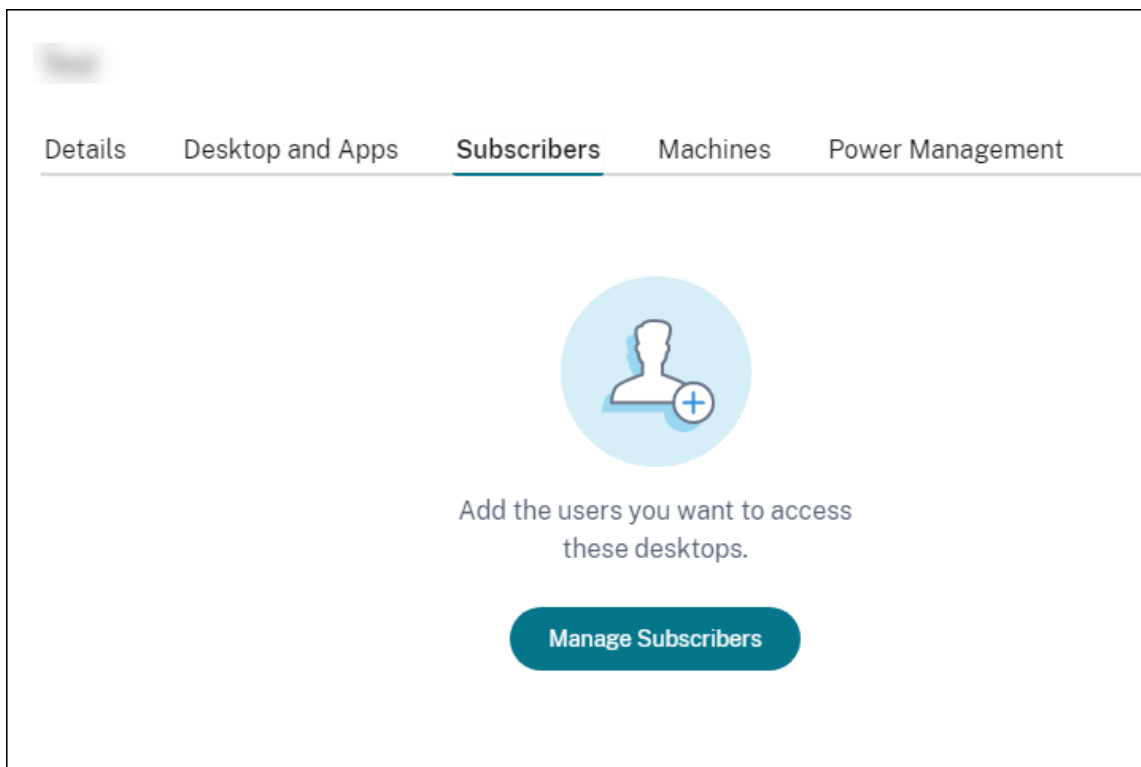 Details Desktop and Apps Subscribers Machines Power Management
Add the users you want to access
these desktops.
Manage Subscribers